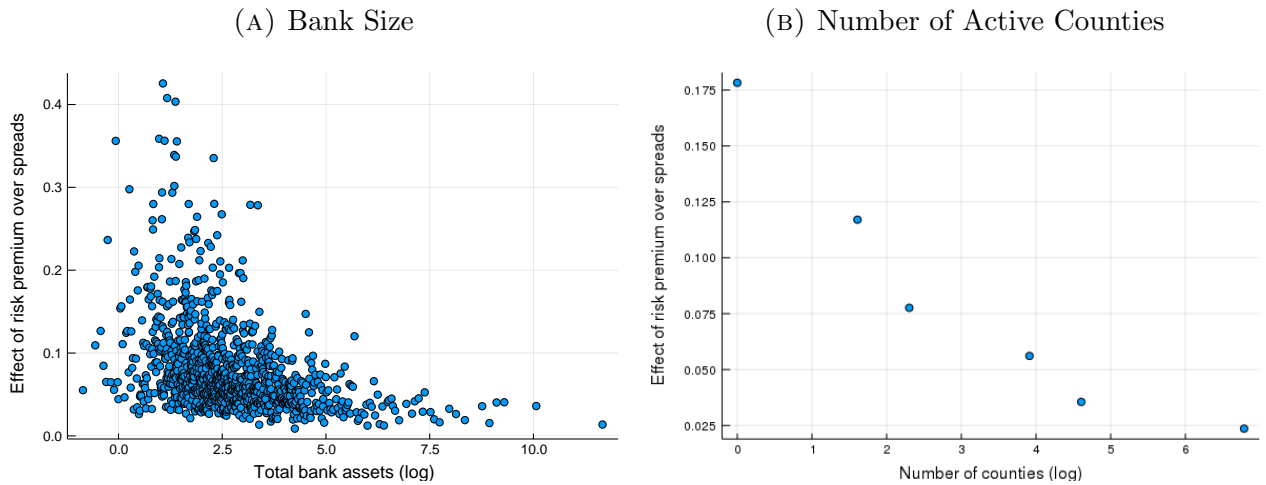 (A) Bank Size
Effect of risk premium over spreads
0.4
0.3
0.2
0.1
0.0
0.0 2.5 5.0 7.5 10.0
Total bank assets (log)
(B) Number of Active Counties
Effect of risk premium over spreads
0.175
0.150
0.125
0.100
0.075
0.050
0.025
0 1 2 3 4 5 6
Number of counties (log)